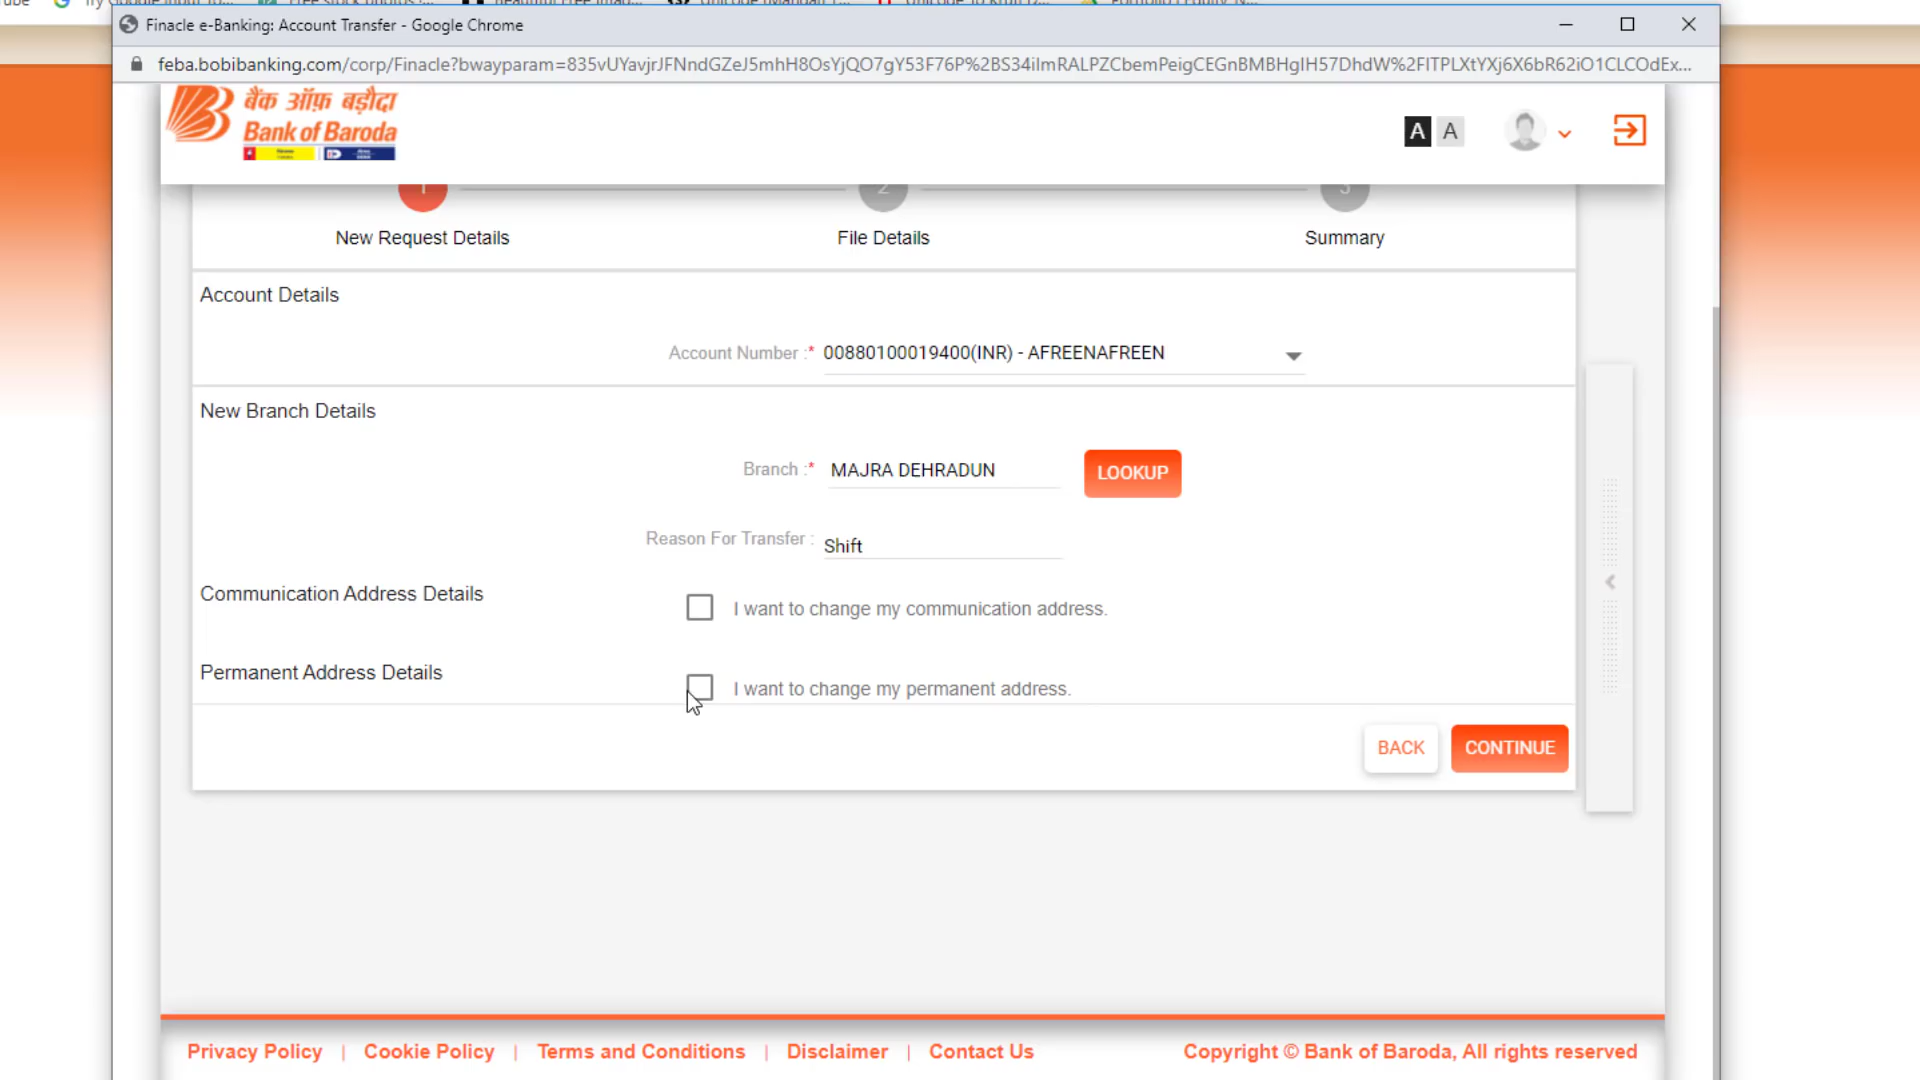 Finacle e-Banking: Account Transfer - Google Chrome
feba.bobibanking.com/corp/Finacle?bwayparam=835vUYavjrJFNndGZeJ5mhH8OsYjQO7gY53F76P%2BS34iImRALPZCbemPeigCEGnBMBHgIH57DhdW%2FITPLXtYXj6X6bR62iO1CLCOdEx...
बैंक ऑफ़ बड़ौदा
Bank of Baroda
A A
1 2 3
New Request Details File Details Summary
Account Details
Account Number :* 00880100019400(INR) - AFREENAFREEN
New Branch Details
Branch :* MAJRA DEHRADUN LOOKUP
Reason For Transfer : Shift
Communication Address Details
I want to change my communication address.
Permanent Address Details
I want to change my permanent address.
BACK CONTINUE
Privacy Policy | Cookie Policy | Terms and Conditions | Disclaimer | Contact Us Copyright © Bank of Baroda, All rights reserved